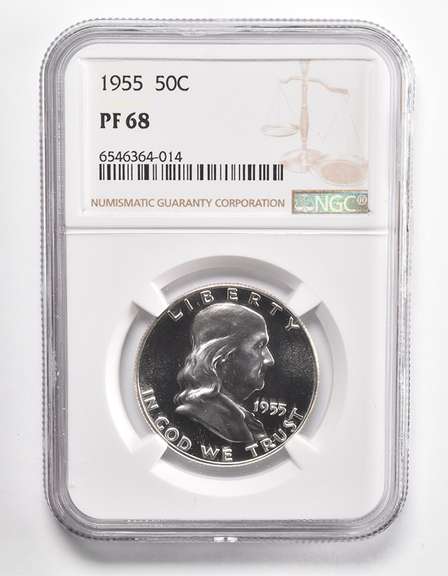 1955 50C
PF 68
6546364-014
NUMISMATIC GUARANTY CORPORATION
NGC®
LIBERTY
1955
IN GOD WE TRUST